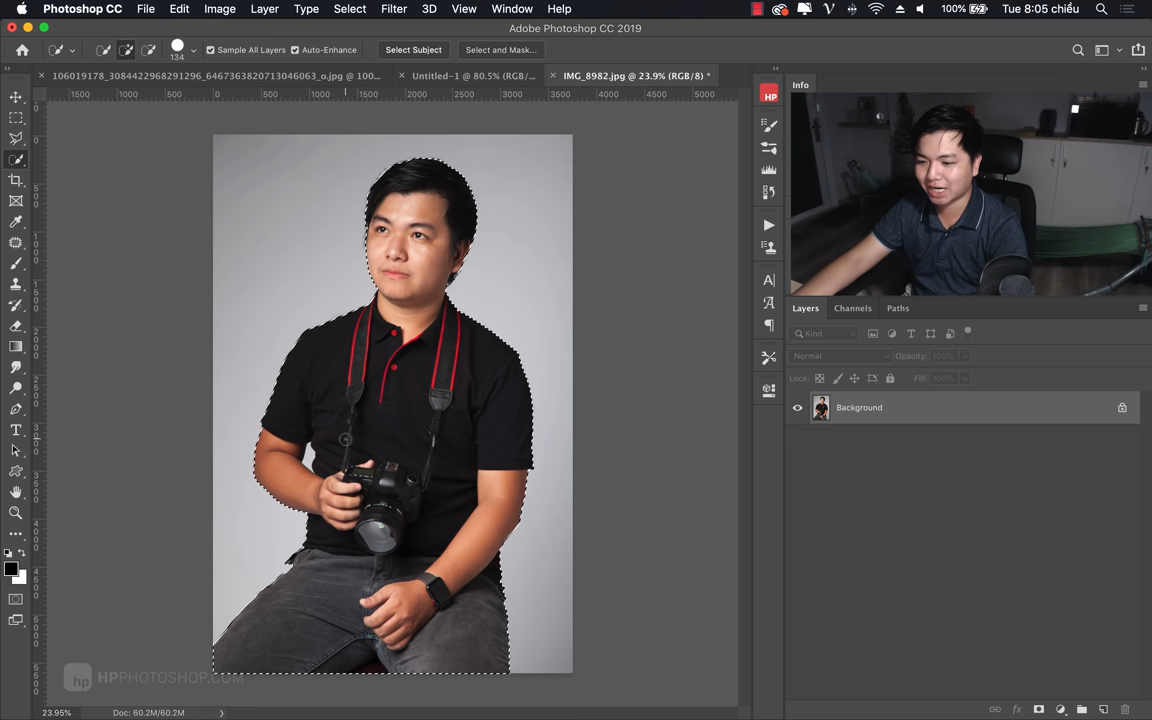 Photoshop CC File Edit Image Layer Type Select Filter 3D View Window Help 100% Tue 8:05 chiều
Adobe Photoshop CC 2019
134 Sample All Layers Auto-Enhance Select Subject Select and Mask...
106019178_3084422968291296_6467363820713046063_o.jpg @ 100... Untitled-1 @ 80.5% (RGB/... IMG_8982.jpg @ 23.9% (RGB/8) *
1500 1000 500 0 500 1000 1500 2000 2500 3000 3500 4000 4500 5000
HP
Info
Layers Channels Paths
Kind
Normal Opacity: 100%
Lock: Fill: 100%
Background
hp HPPHOTOSHOP.COM
23.95% Doc: 60.2M/60.2M